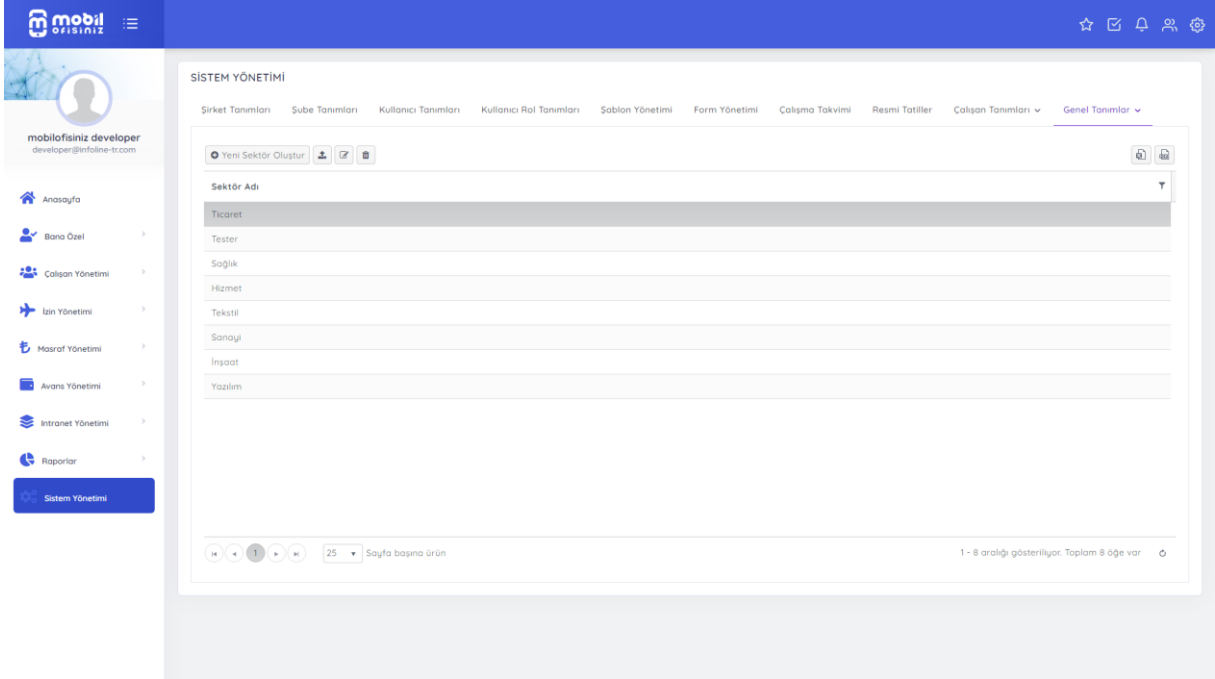 mobil
ofisiniz
SİSTEM YÖNETİMİ
Şirket Tanımları Şube Tanımları Kullanıcı Tanımları Kullanıcı Rol Tanımları Şablon Yönetimi Form Yönetimi Çalışma Takvimi Resmi Tatiller Çalışan Tanımları Genel Tanımlar
mobilofisiniz developer
developer@infoline-tr.com
Anasayfa
Bana Özel
Çalışan Yönetimi
İzin Yönetimi
Masraf Yönetimi
Avans Yönetimi
Intranet Yönetimi
Raporlar
Sistem Yönetimi
Yeni Sektör Oluştur
Sektör Adı
Ticaret
Tester
Sağlık
Hizmet
Tekstil
Sanayi
İnşaat
Yazılım
1 25 Sayfa başına ürün 1 - 8 aralığı gösteriliyor. Toplam 8 öğe var